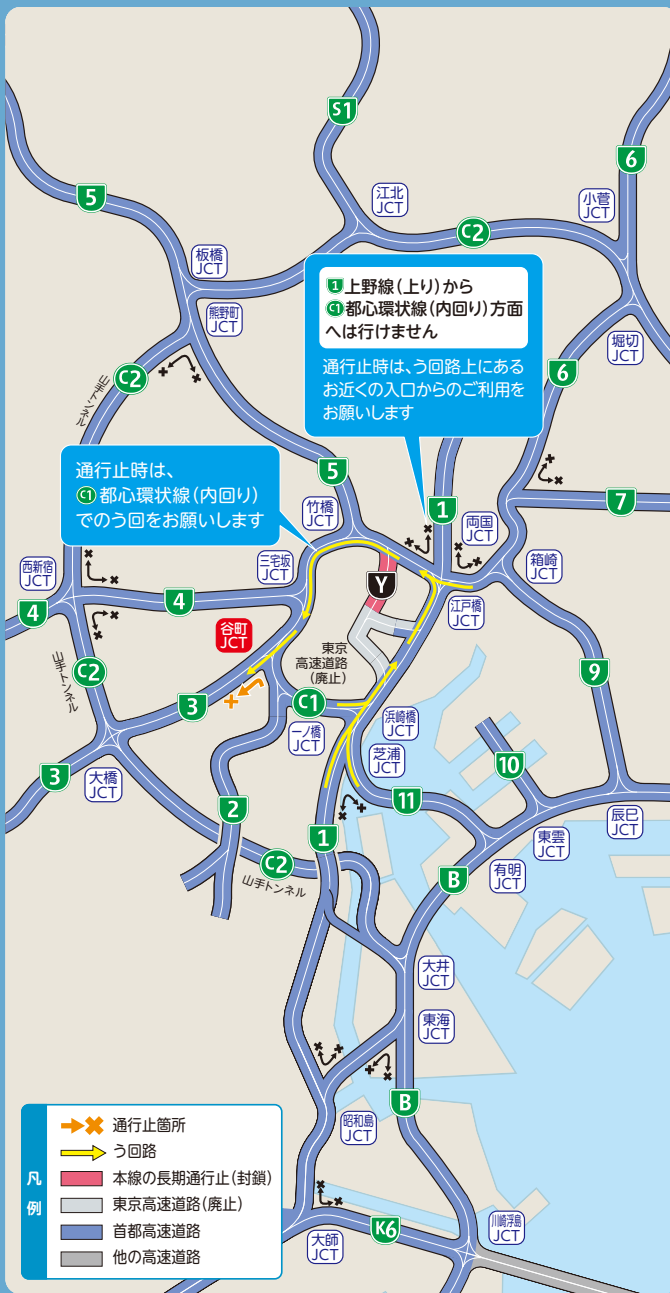 S1
6
5
江北
JCT
小菅
JCT
C2
板橋
JCT
1 上野線(上り)から
C1 都心環状線(内回り)方面
へは行けません
通行止時は、う回路上にある
お近くの入口からのご利用を
お願いします
熊野町
JCT
堀切
JCT
C2
山手トンネル
6
通行止時は、
C1 都心環状線(内回り)
でのう回をお願いします
5
竹橋
JCT
1
両国
JCT
7
西新宿
JCT
三宅坂
JCT
箱崎
JCT
Y
4
4
江戸橋
JCT
谷町
JCT
東京
高速道路
(廃止)
山手トンネル
C2
9
3
C1
浜崎橋
JCT
一ノ橋
JCT
芝浦
JCT
10
3
大橋
JCT
2
11
辰巳
JCT
東雲
JCT
1
有明
JCT
C2
山手トンネル
B
大井
JCT
東海
JCT
B
昭和島
JCT
川崎浮島
JCT
K6
大師
JCT
凡例
通行止箇所
う回路
本線の長期通行止(封鎖)
東京高速道路(廃止)
首都高速道路
他の高速道路